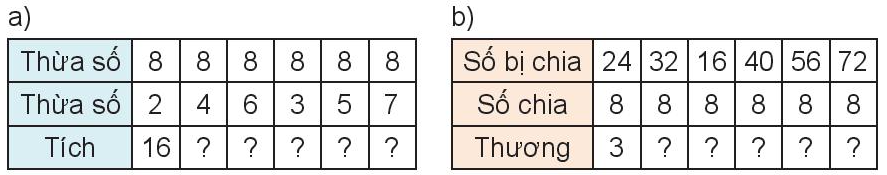 a)
Thừa số 8 8 8 8 8 8
Thừa số 2 4 6 3 5 7
Tích 16 ? ? ? ? ?
b)
Số bị chia 24 32 16 40 56 72
Số chia 8 8 8 8 8 8
Thương 3 ? ? ? ? ?